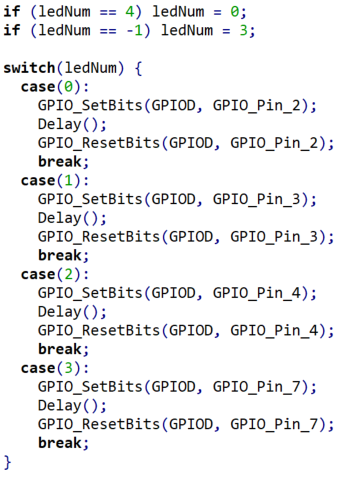 if (ledNum == 4) ledNum = 0;
if (ledNum == -1) ledNum = 3;

switch(ledNum) {
  case(0):
    GPIO_SetBits(GPIOD, GPIO_Pin_2);
    Delay();
    GPIO_ResetBits(GPIOD, GPIO_Pin_2);
    break;
  case(1):
    GPIO_SetBits(GPIOD, GPIO_Pin_3);
    Delay();
    GPIO_ResetBits(GPIOD, GPIO_Pin_3);
    break;
  case(2):
    GPIO_SetBits(GPIOD, GPIO_Pin_4);
    Delay();
    GPIO_ResetBits(GPIOD, GPIO_Pin_4);
    break;
  case(3):
    GPIO_SetBits(GPIOD, GPIO_Pin_7);
    Delay();
    GPIO_ResetBits(GPIOD, GPIO_Pin_7);
    break;
}